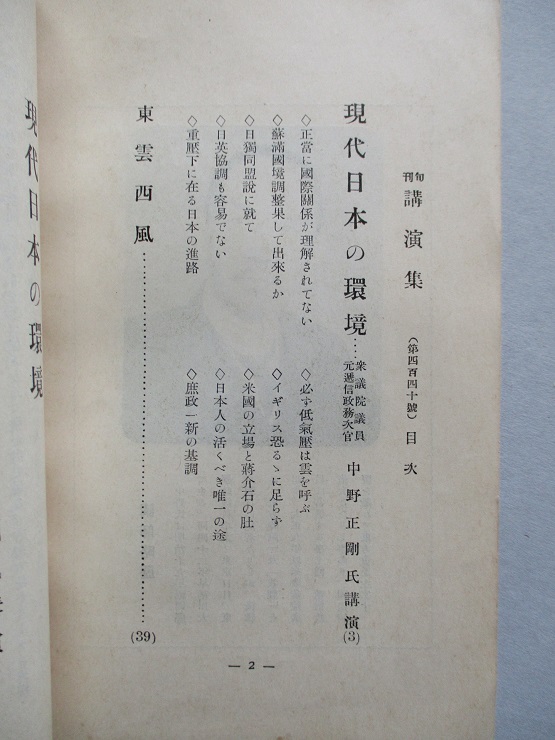 旬刊 講演集 (第四百四十號) 目次
現代日本の環境‥‥衆議院議員 元遞信政務次官 中野正剛氏講演(3)
◇正當に國際關係が理解されてない
◇必ず低氣壓は雲を呼ぶ
◇蘇滿國境調整果して出來るか
◇イギリス恐るゝに足らず
◇日獨同盟說に就て
◇米國の立場と蔣介石の肚
◇日英協調も容易でない
◇日本人の活くべき唯一の途
◇重壓下に在る日本の進路
◇庶政一新の基調
東雲西風‥‥‥‥‥‥‥‥‥‥‥‥‥‥‥‥(39)
— 2 —
現代日本の環境